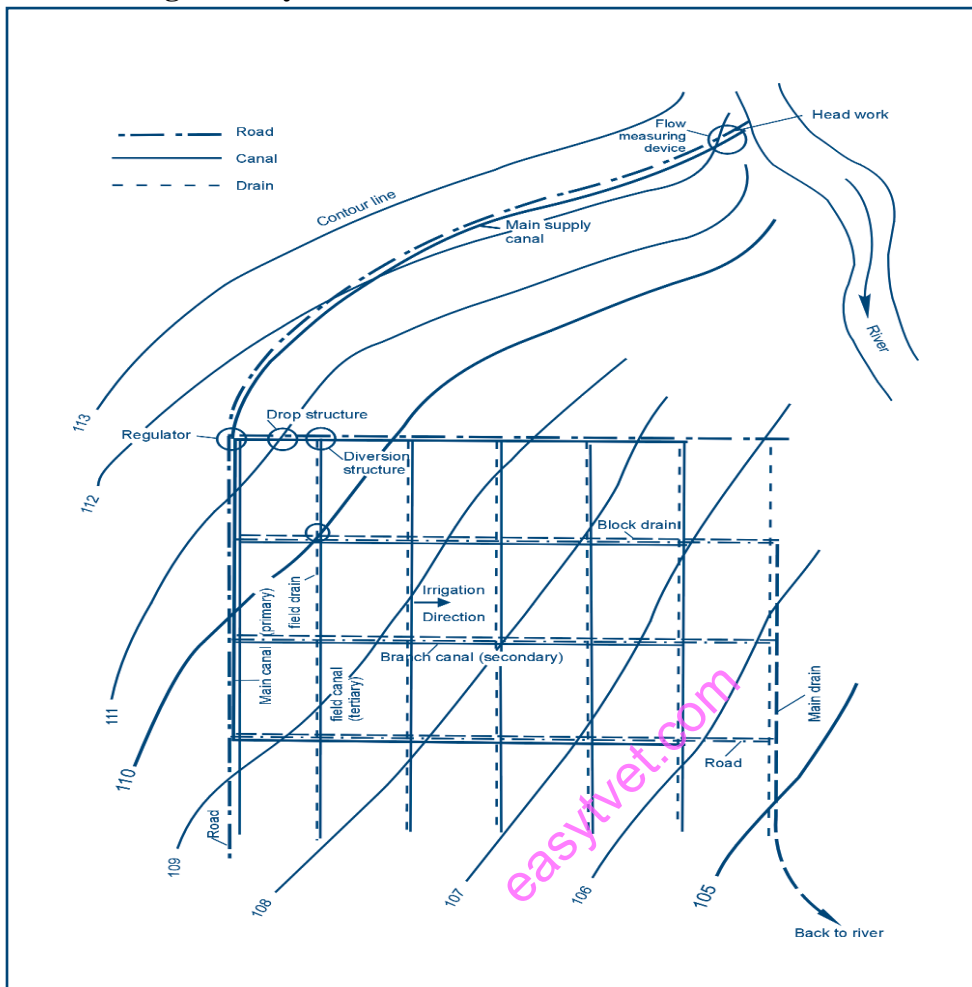 Road
Canal
Drain
Contour line
Flow
measuring
device
Head work
Main supply
canal
River
113
112
Regulator
Drop structure
Diversion
structure
Block drain
field drain
Irrigation
Direction
Main canal (primary)
Branch canal (secondary)
field canal
(tertiary)
Main drain
Road
Road
111
110
109
108
107
106
105
Back to river
easytvet.com